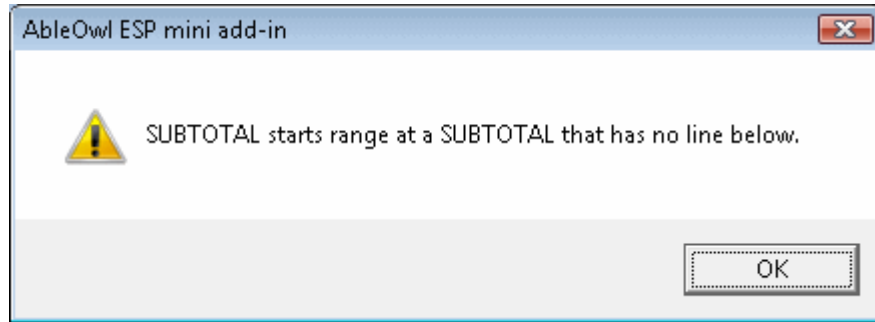 AbleOwl ESP mini add-in
SUBTOTAL starts range at a SUBTOTAL that has no line below.
OK